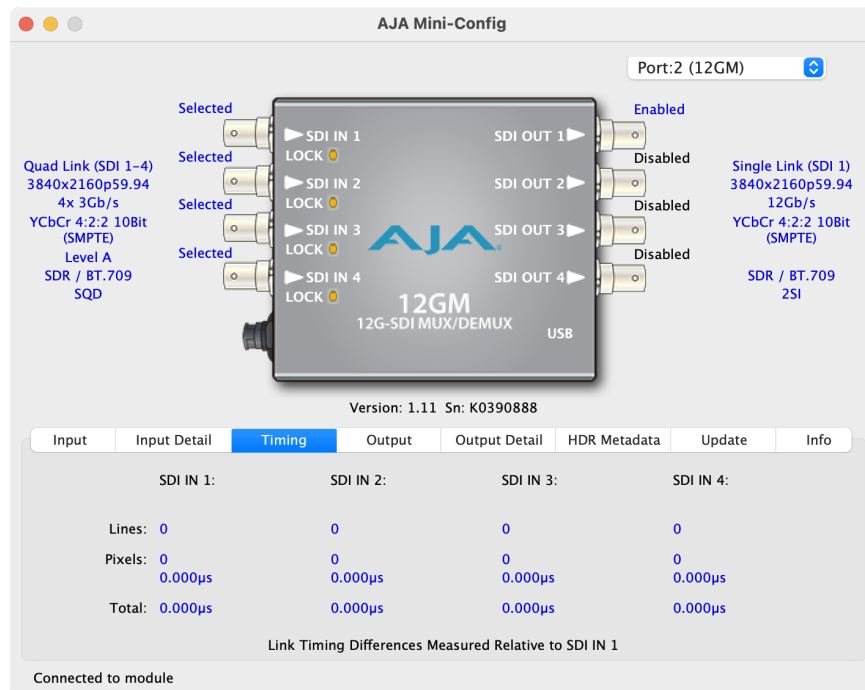 AJA Mini-Config
Port:2 (12GM)
Selected
Selected
Selected
Selected
Quad Link (SDI 1-4)
3840x2160p59.94
4x 3Gb/s
YCbCr 4:2:2 10Bit
(SMPTE)
Level A
SDR / BT.709
SQD
SDI IN 1
LOCK
SDI IN 2
LOCK
SDI IN 3
LOCK
SDI IN 4
LOCK
AJA
12GM
12G-SDI MUX/DEMUX
USB
SDI OUT 1
SDI OUT 2
SDI OUT 3
SDI OUT 4
Enabled
Disabled
Disabled
Disabled
Single Link (SDI 1)
3840x2160p59.94
12Gb/s
YCbCr 4:2:2 10Bit
(SMPTE)
SDR / BT.709
2SI
Version: 1.11 Sn: K0390888
Input Input Detail Timing Output Output Detail HDR Metadata Update Info
SDI IN 1: SDI IN 2: SDI IN 3: SDI IN 4:
Lines: 0 0 0 0
Pixels: 0 0 0 0
0.000µs 0.000µs 0.000µs 0.000µs
Total: 0.000µs 0.000µs 0.000µs 0.000µs
Link Timing Differences Measured Relative to SDI IN 1
Connected to module